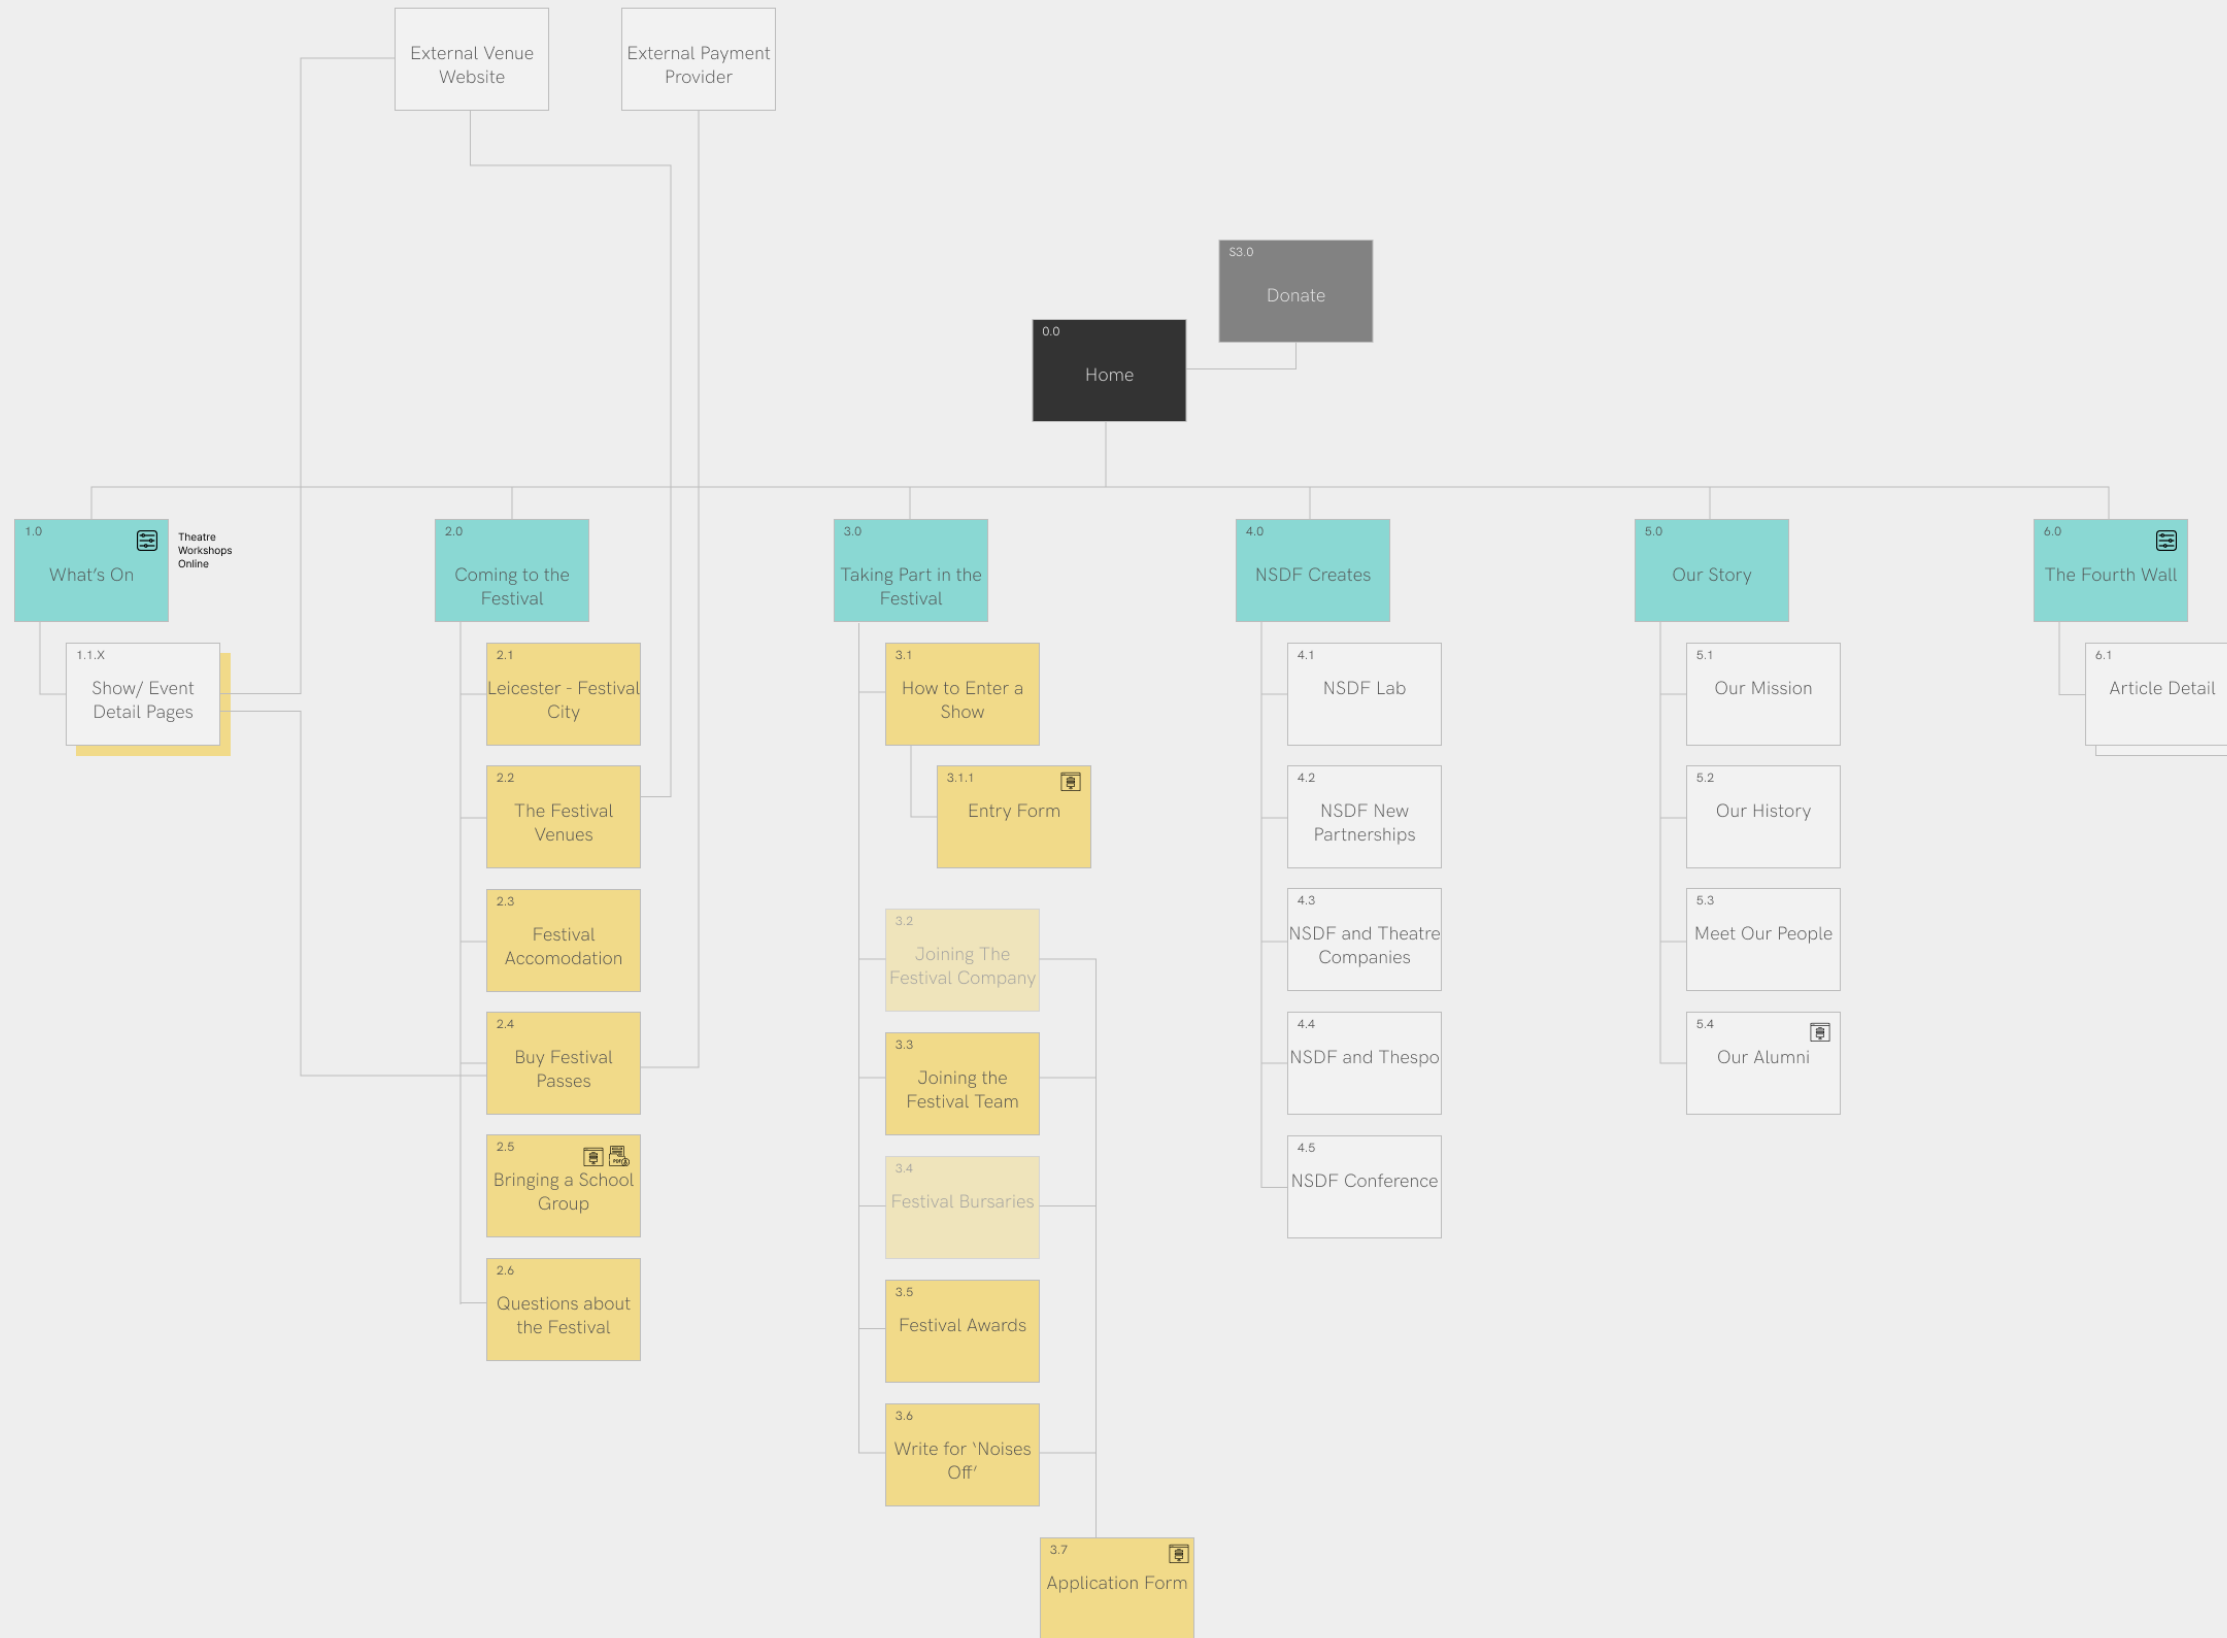 External Venue
Website
External Payment
Provider
S3.0
Donate
0.0
Home
1.0
What's On
Theatre
Workshops
Online
1.1.X
Show/ Event
Detail Pages
2.0
Coming to the
Festival
2.1
Leicester - Festival
City
2.2
The Festival
Venues
2.3
Festival
Accomodation
2.4
Buy Festival
Passes
2.5
Bringing a School
Group
2.6
Questions about
the Festival
3.0
Taking Part in the
Festival
3.1
How to Enter a
Show
3.1.1
Entry Form
3.2
Joining The
Festival Company
3.3
Joining the
Festival Team
3.4
Festival Bursaries
3.5
Festival Awards
3.6
Write for ‘Noises
Off’
3.7
Application Form
4.0
NSDF Creates
4.1
NSDF Lab
4.2
NSDF New
Partnerships
4.3
NSDF and Theatre
Companies
4.4
NSDF and Thespo
4.5
NSDF Conference
5.0
Our Story
5.1
Our Mission
5.2
Our History
5.3
Meet Our People
5.4
Our Alumni
6.0
The Fourth Wall
6.1
Article Detail